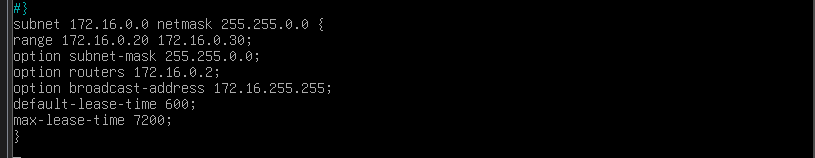 #}
subnet 172.16.0.0 netmask 255.255.0.0 {
range 172.16.0.20 172.16.0.30;
option subnet-mask 255.255.0.0;
option routers 172.16.0.2;
option broadcast-address 172.16.255.255;
default-lease-time 600;
max-lease-time 7200;
}